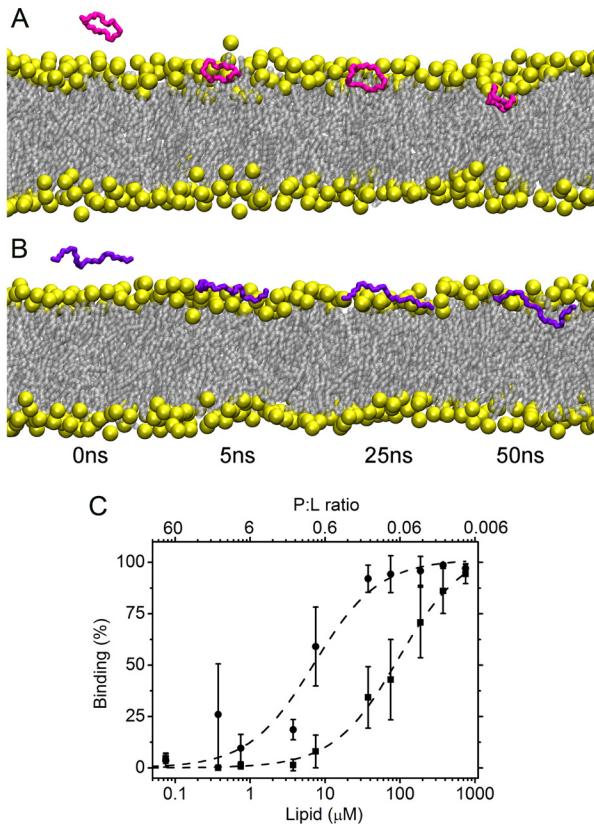 A
B
0ns 5ns 25ns 50ns
C
P:L ratio
60 6 0.6 0.06 0.006
100
75
50
25
0
Binding (%)
0.1 1 10 100 1000
Lipid (μM)